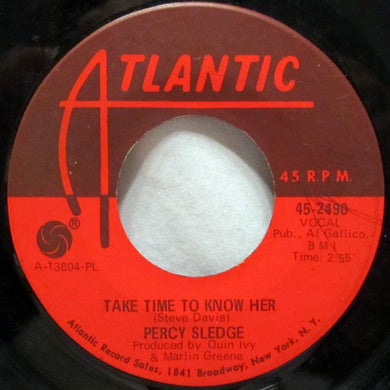 ATLANTIC
45 R.P.M.
45-2490
VOCAL
Pub., Al Gallico,
BMI
Time: 2:55
®
A-13804-PL
TAKE TIME TO KNOW HER
(Steve Davis)
PERCY SLEDGE
Produced by Quin Ivy
& Marlin Greene
Atlantic Record Sales, 1841 Broadway, New York, N.Y.